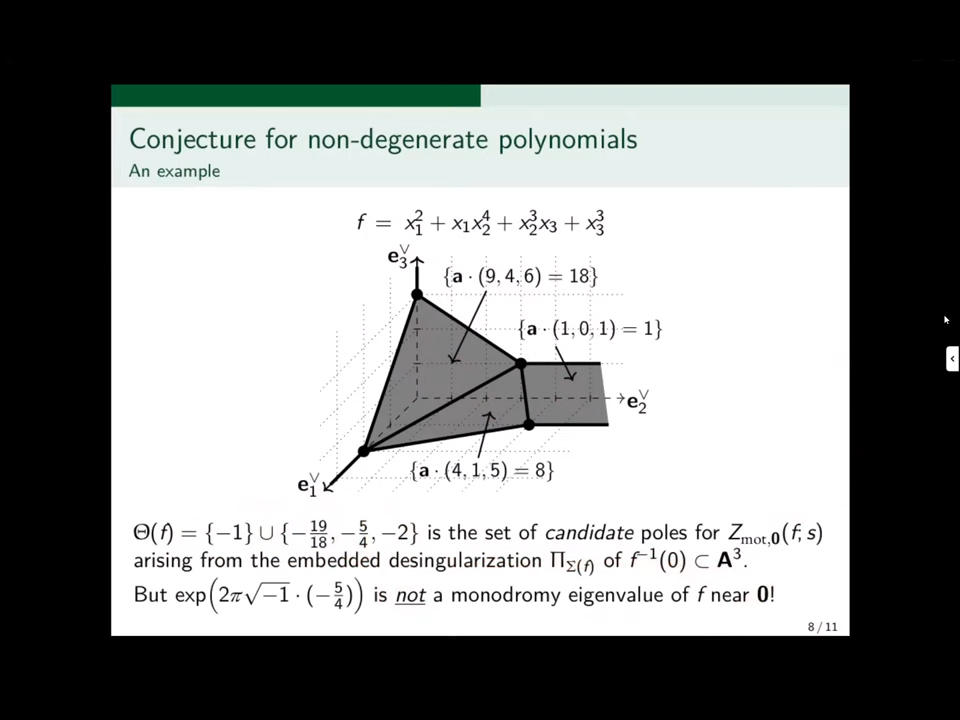 Conjecture for non-degenerate polynomials
An example
f = x₁² + x₁x₂⁴ + x₂³x₃ + x₃³
e₃^∨
{a · (9, 4, 6) = 18}
{a · (1, 0, 1) = 1}
e₂^∨
{a · (4, 1, 5) = 8}
e₁^∨
Θ(f) = {−1} ∪ {−19/18, −5/4, −2} is the set of candidate poles for Z_mot,0(f; s)
arising from the embedded desingularization Π_Σ(f) of f⁻¹(0) ⊂ A³.
But exp(2π√−1 · (−5/4)) is not a monodromy eigenvalue of f near 0!
8 / 11